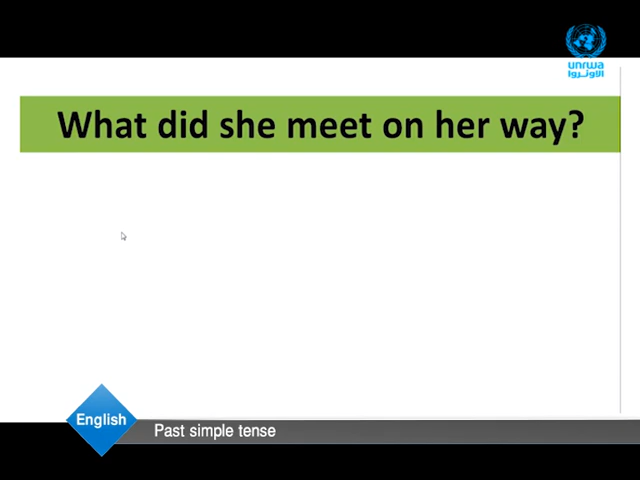 unrwa
الأونروا
What did she meet on her way?
English
Past simple tense